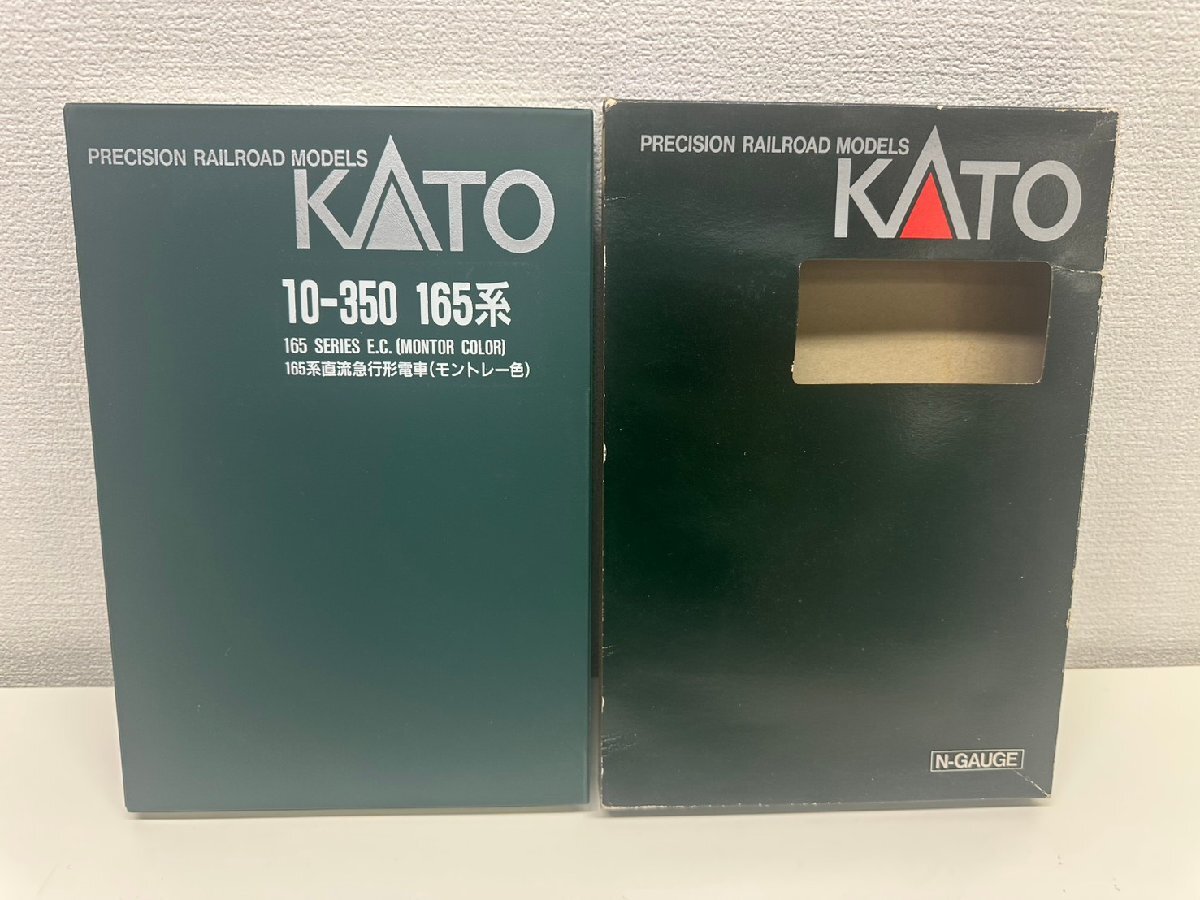 PRECISION RAILROAD MODELS
KATO
10-350 165系
165 SERIES E.C. (MONTOR COLOR)
165系直流急行形電車(モントレー色)
PRECISION RAILROAD MODELS
KATO
N-GAUGE